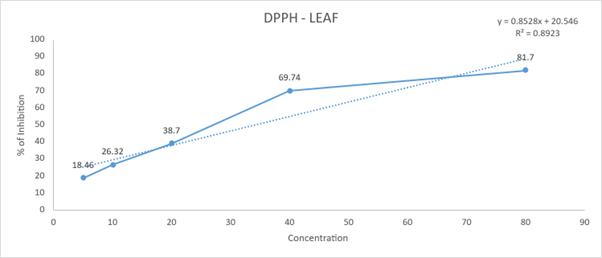 DPPH - LEAF
y = 0.8528x + 20.546
R² = 0.8923
100
90
80
70
60
50
40
30
20
10
0
% of Inhibition
18.46
26.32
38.7
69.74
81.7
0 10 20 30 40 50 60 70 80 90
Concentration